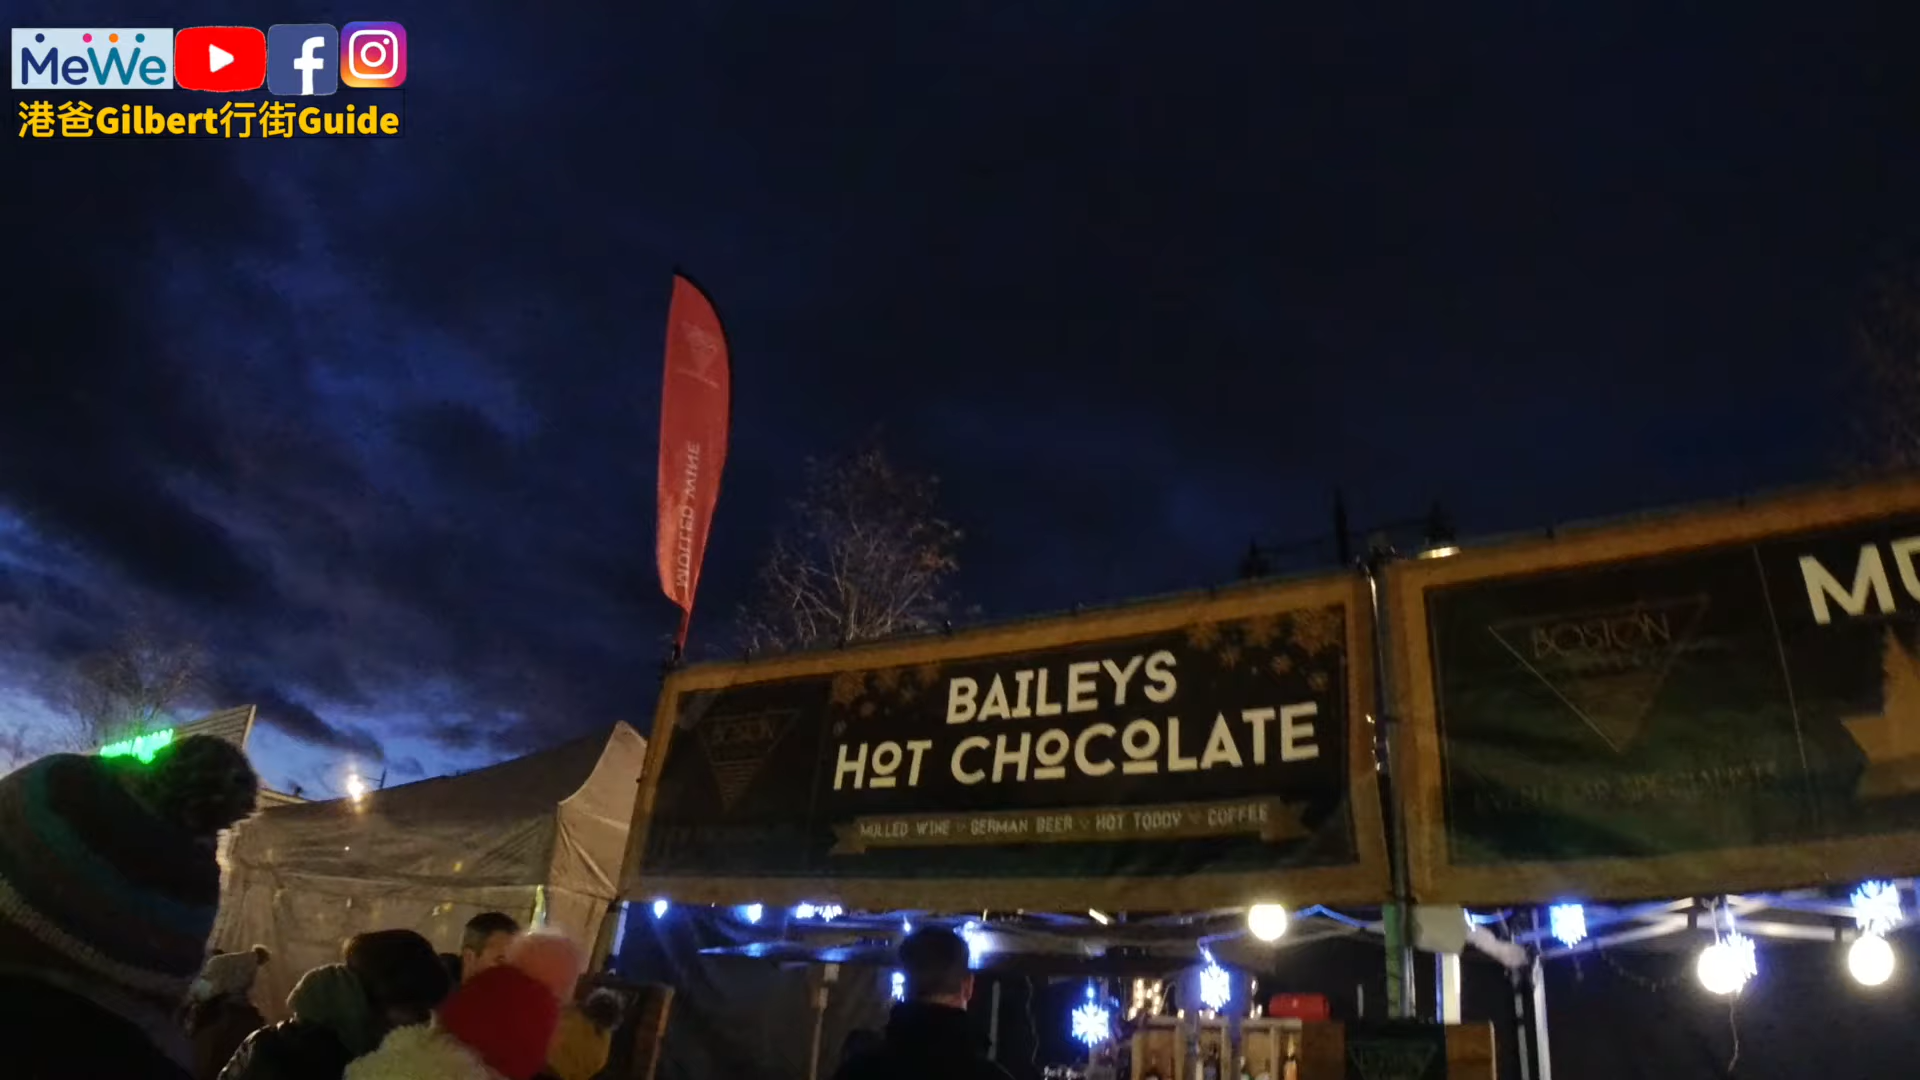 MeWe
港爸Gilbert行街Guide
MULLED WINE
BOSTON
BAILEYS
HOT CHOCOLATE
MULLED WINE GERMAN BEER HOT TODDY COFFEE
BOSTON